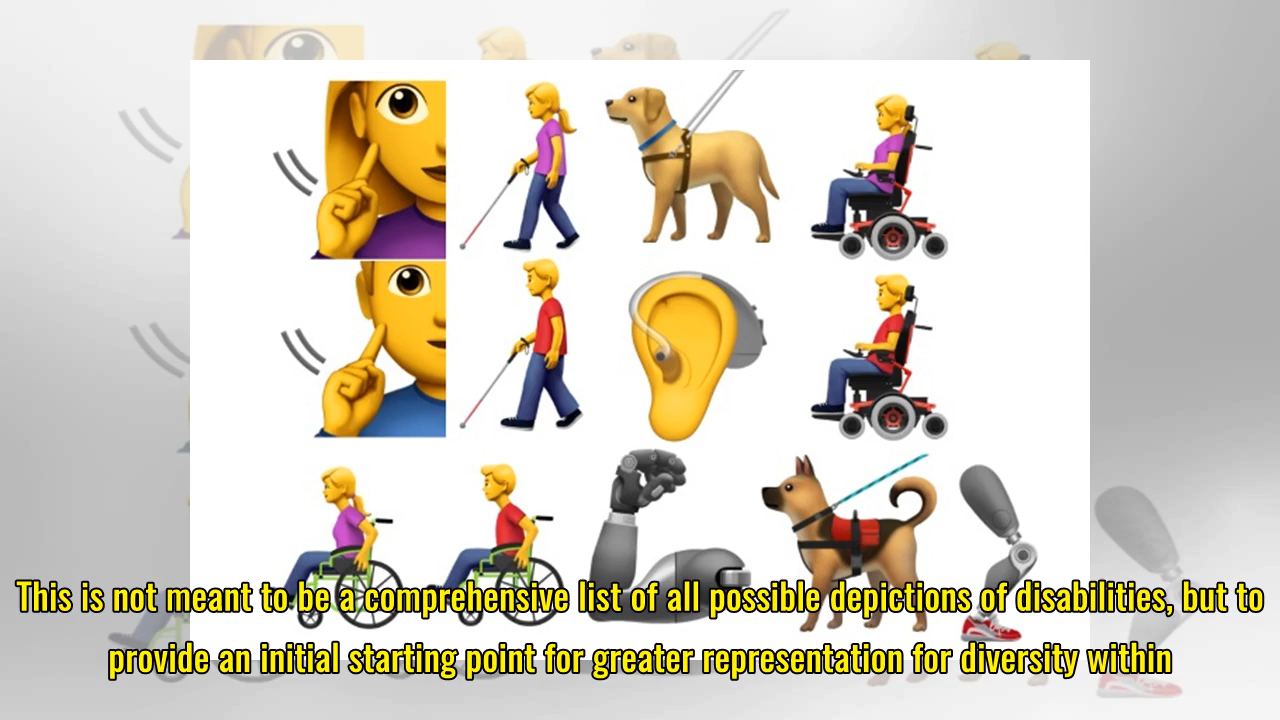 This is not meant to be a comprehensive list of all possible depictions of disabilities, but to
provide an initial starting point for greater representation for diversity within